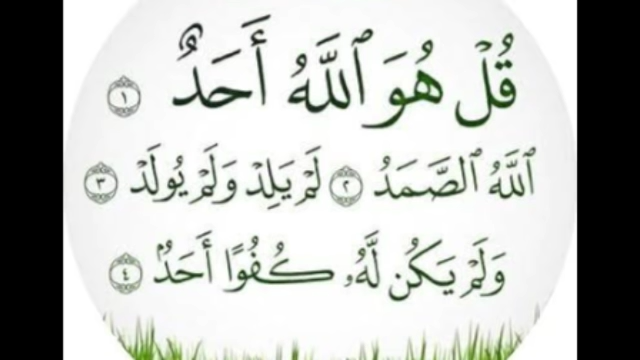 قُلْ هُوَ ٱللَّهُ أَحَدٌ ١
ٱللَّهُ ٱلصَّمَدُ ٢ لَمْ يَلِدْ وَلَمْ يُولَدْ ٣
وَلَمْ يَكُن لَّهُۥ كُفُوًا أَحَدٌۢ ٤